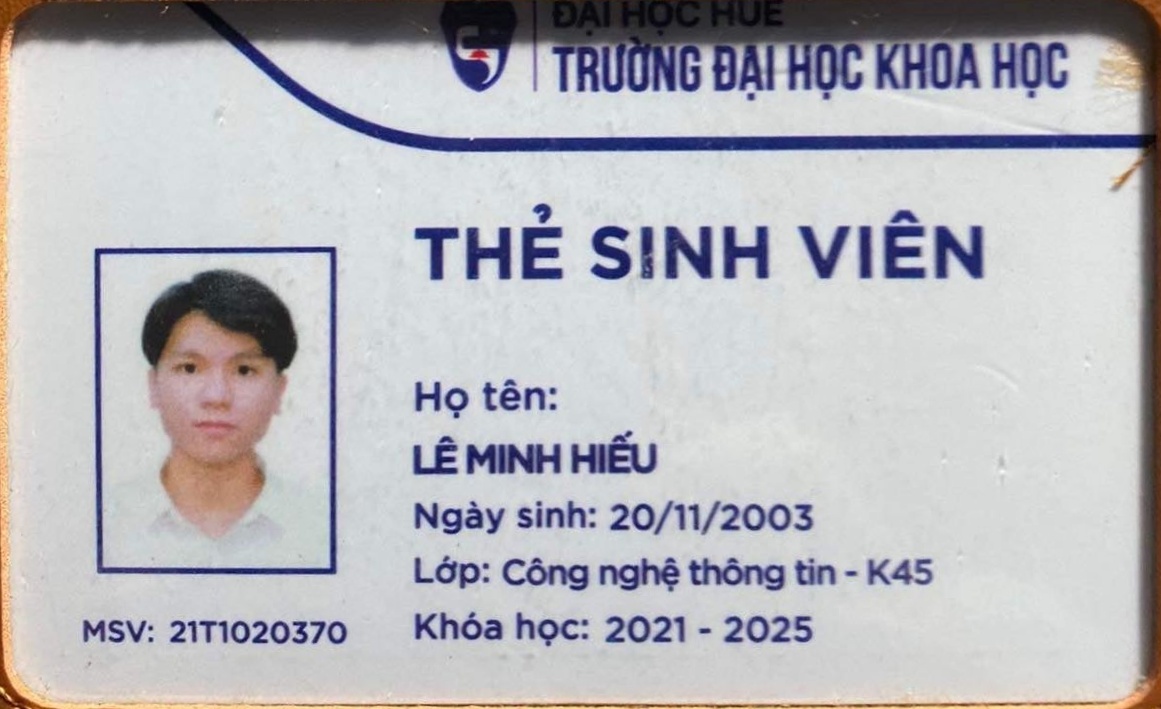 ĐẠI HỌC HUẾ
TRƯỜNG ĐẠI HỌC KHOA HỌC
THẺ SINH VIÊN
Họ tên:
LÊ MINH HIẾU
Ngày sinh: 20/11/2003
Lớp: Công nghệ thông tin - K45
Khóa học: 2021 - 2025
MSV: 21T1020370